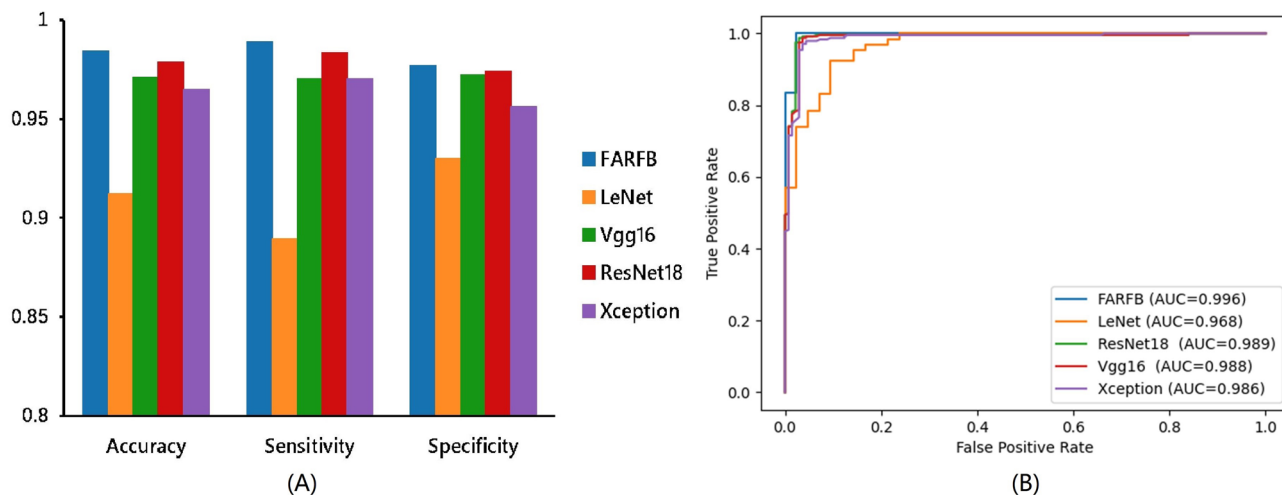 1
0.95
0.9
0.85
0.8
Accuracy
Sensitivity
Specificity
FARFB
LeNet
Vgg16
ResNet18
Xception
(A)
True Positive Rate
1.0
0.8
0.6
0.4
0.2
0.0
FARFB (AUC=0.996)
LeNet (AUC=0.968)
ResNet18 (AUC=0.989)
Vgg16 (AUC=0.988)
Xception (AUC=0.986)
0.0 0.2 0.4 0.6 0.8 1.0
False Positive Rate
(B)